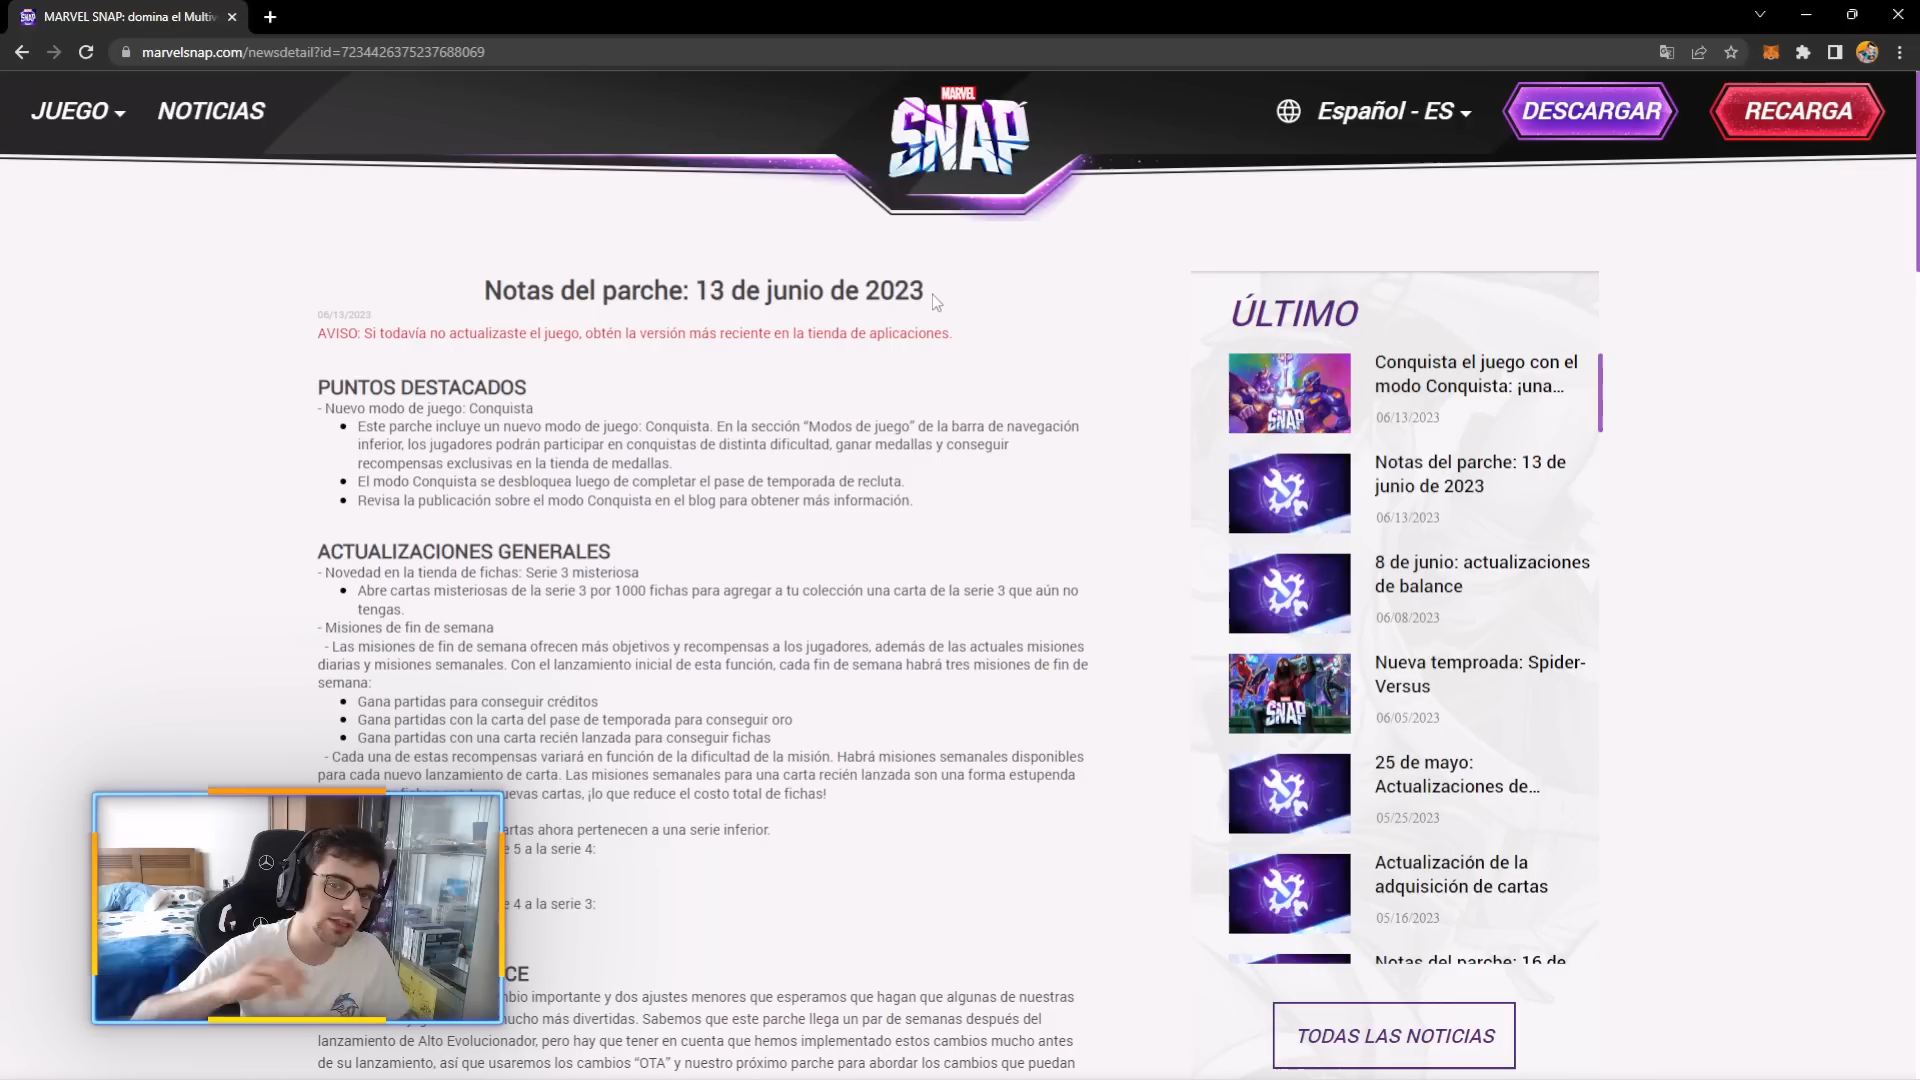 MARVEL SNAP: domina el Multiv
marvelsnap.com/newsdetail?id=7234426375237688069
JUEGO
NOTICIAS
MARVEL
SNAP
Español - ES
DESCARGAR
RECARGA
Notas del parche: 13 de junio de 2023
06/13/2023
AVISO: Si todavía no actualizaste el juego, obtén la versión más reciente en la tienda de aplicaciones.
PUNTOS DESTACADOS
- Nuevo modo de juego: Conquista
Este parche incluye un nuevo modo de juego: Conquista. En la sección “Modos de juego” de la barra de navegación
inferior, los jugadores podrán participar en conquistas de distinta dificultad, ganar medallas y conseguir
recompensas exclusivas en la tienda de medallas.
El modo Conquista se desbloquea luego de completar el pase de temporada de recluta.
Revisa la publicación sobre el modo Conquista en el blog para obtener más información.
ACTUALIZACIONES GENERALES
- Novedad en la tienda de fichas: Serie 3 misteriosa
Abre cartas misteriosas de la serie 3 por 1000 fichas para agregar a tu colección una carta de la serie 3 que aún no
tengas.
- Misiones de fin de semana
- Las misiones de fin de semana ofrecen más objetivos y recompensas a los jugadores, además de las actuales misiones
diarias y misiones semanales. Con el lanzamiento inicial de esta función, cada fin de semana habrá tres misiones de fin de
semana:
Gana partidas para conseguir créditos
Gana partidas con la carta del pase de temporada para conseguir oro
Gana partidas con una carta recién lanzada para conseguir fichas
- Cada una de estas recompensas variará en función de la dificultad de la misión. Habrá misiones semanales disponibles
para cada nuevo lanzamiento de carta. Las misiones semanales para una carta recién lanzada son una forma estupenda
evas cartas, ¡lo que reduce el costo total de fichas!
artas ahora pertenecen a una serie inferior.
e 5 a la serie 4:
e 4 a la serie 3:
CE
nbio importante y dos ajustes menores que esperamos que hagan que algunas de nuestras
mucho más divertidas. Sabemos que este parche llega un par de semanas después del
lanzamiento de Alto Evolucionador, pero hay que tener en cuenta que hemos implementado estos cambios mucho antes
de su lanzamiento, así que usaremos los cambios “OTA” y nuestro próximo parche para abordar los cambios que puedan
ÚLTIMO
SNAP
Conquista el juego con el
modo Conquista: ¡una...
06/13/2023
Notas del parche: 13 de
junio de 2023
06/13/2023
8 de junio: actualizaciones
de balance
06/08/2023
SNAP
Nueva temproada: Spider-
Versus
06/05/2023
25 de mayo:
Actualizaciones de...
05/25/2023
Actualización de la
adquisición de cartas
05/16/2023
Notas del parche: 16 de
TODAS LAS NOTICIAS